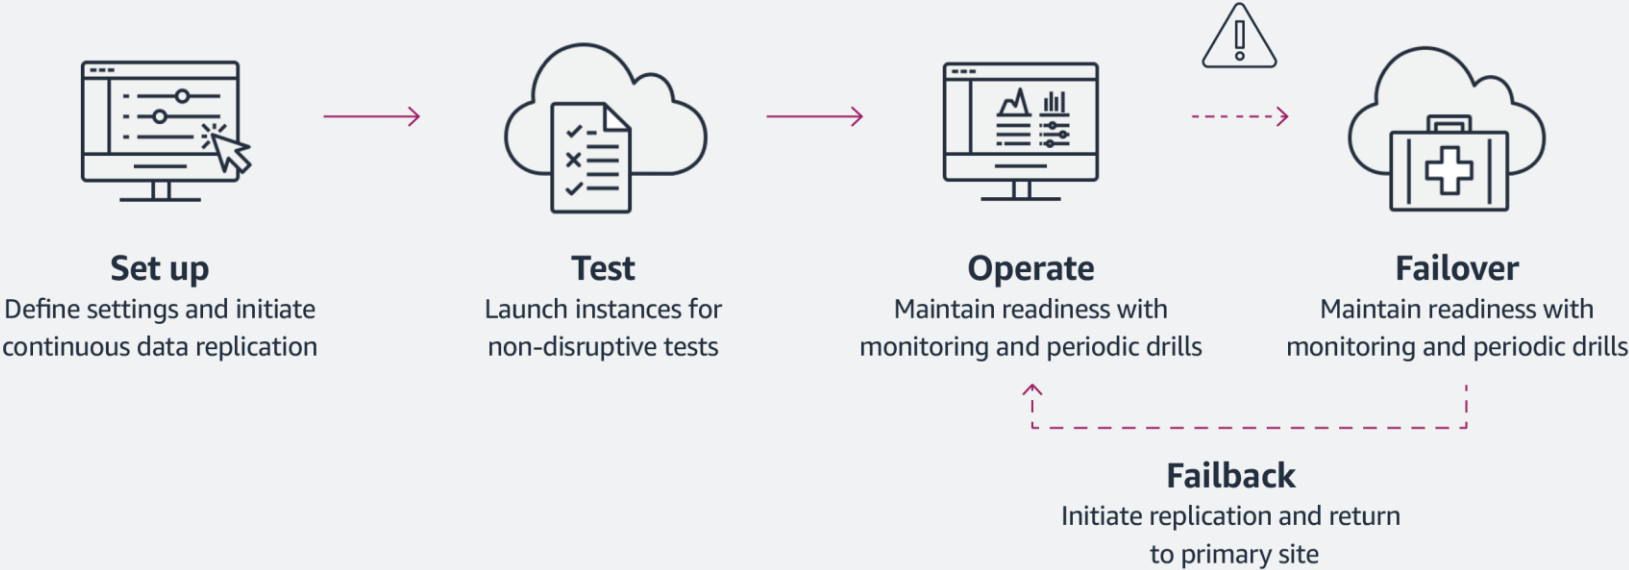 Set up
Define settings and initiate
continuous data replication
Test
Launch instances for
non-disruptive tests
Operate
Maintain readiness with
monitoring and periodic drills
Failover
Maintain readiness with
monitoring and periodic drills
Failback
Initiate replication and return
to primary site